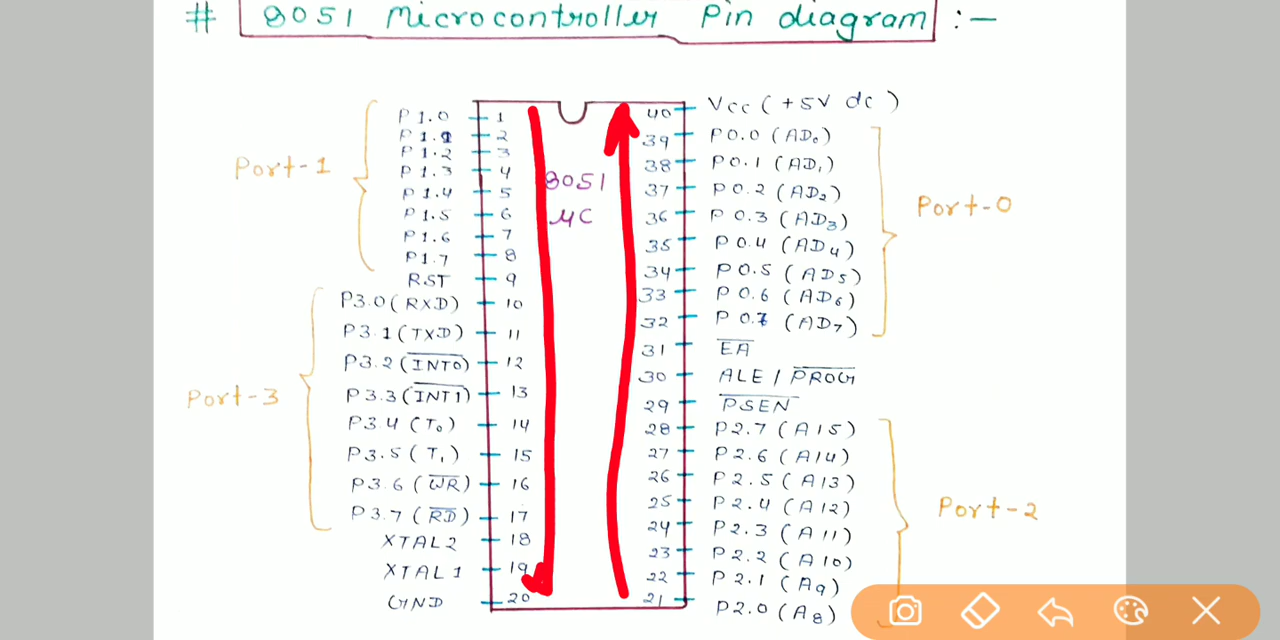 # 8051 Microcontroller Pin diagram :-
P1.0 1
P1.1 2
P1.2 3
P1.3 4
P1.4 5
P1.5 6
P1.6 7
P1.7 8
RST 9
P3.0 (RXD) 10
P3.1 (TXD) 11
P3.2 (INT0) 12
P3.3 (INT1) 13
P3.4 (T0) 14
P3.5 (T1) 15
P3.6 (WR) 16
P3.7 (RD) 17
XTAL2 18
XTAL1 19
GND 20
Port-1
Port-3
8051
μC
40 Vcc (+5V dc)
39 P0.0 (AD0)
38 P0.1 (AD1)
37 P0.2 (AD2)
36 P0.3 (AD3)
35 P0.4 (AD4)
34 P0.5 (AD5)
33 P0.6 (AD6)
32 P0.7 (AD7)
31 EA
30 ALE / PROG
29 PSEN
28 P2.7 (A15)
27 P2.6 (A14)
26 P2.5 (A13)
25 P2.4 (A12)
24 P2.3 (A11)
23 P2.2 (A10)
22 P2.1 (A9)
21 P2.0 (A8)
Port-0
Port-2